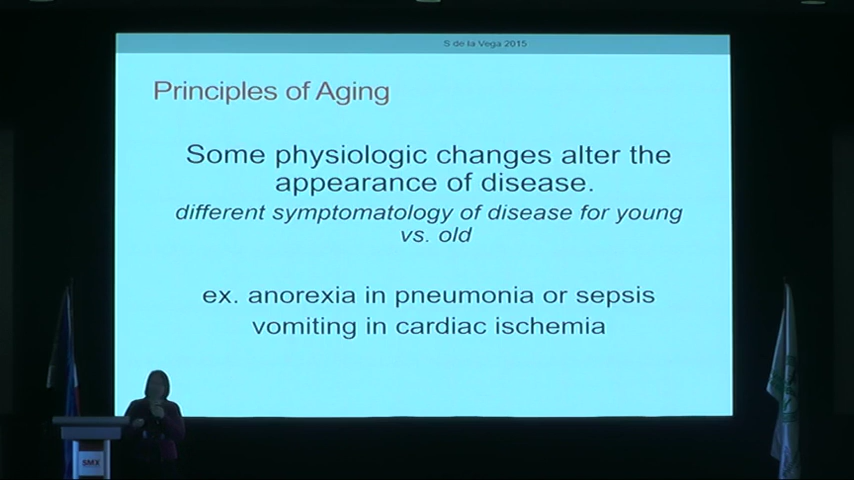 S de la Vega 2015
Principles of Aging
Some physiologic changes alter the
appearance of disease.
different symptomatology of disease for young
vs. old
ex. anorexia in pneumonia or sepsis
vomiting in cardiac ischemia
SMX